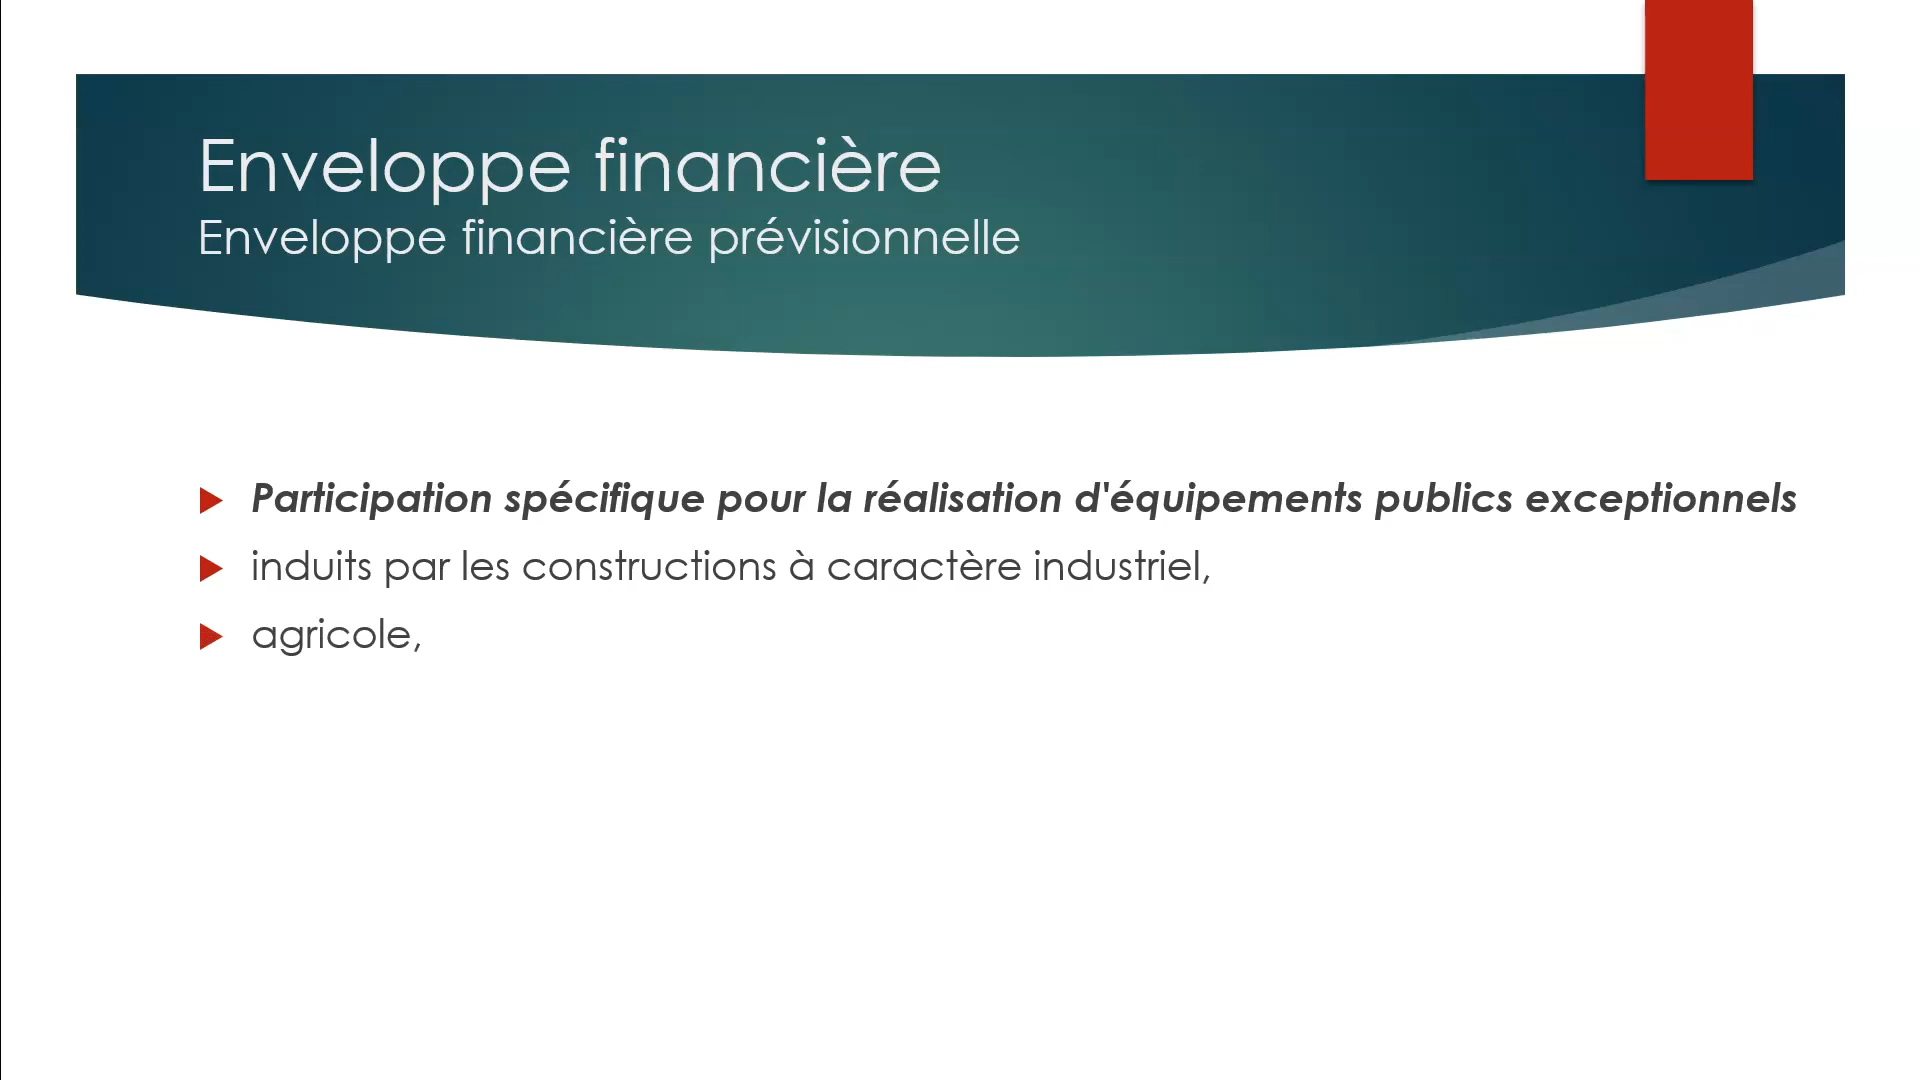 Enveloppe financière
Enveloppe financière prévisionnelle
Participation spécifique pour la réalisation d'équipements publics exceptionnels
induits par les constructions à caractère industriel,
agricole,